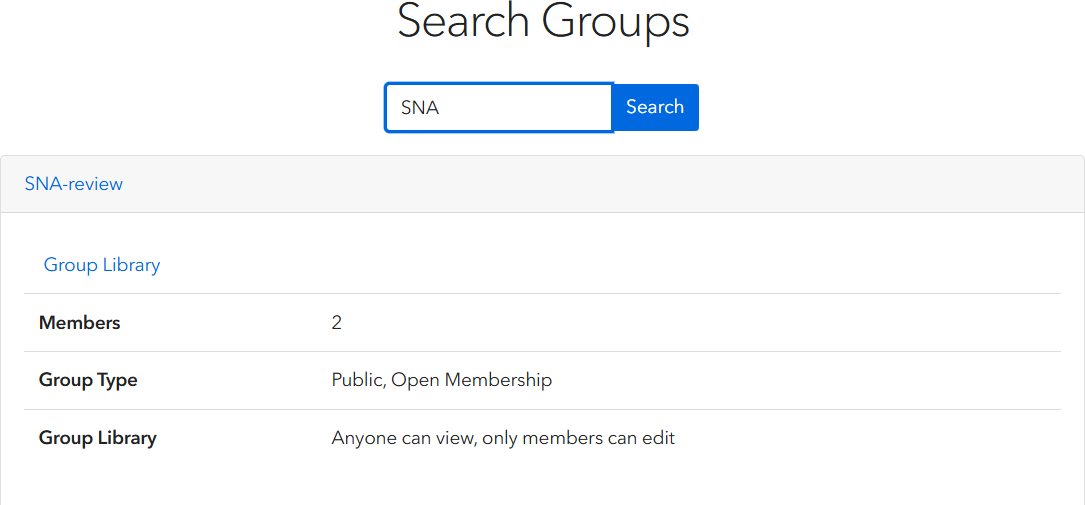 Search Groups
SNA Search
SNA-review
Group Library
Members 2
Group Type Public, Open Membership
Group Library Anyone can view, only members can edit